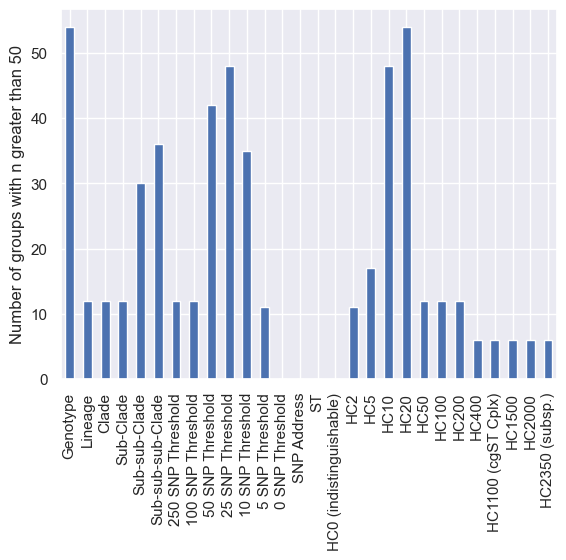 Number of groups with n greater than 50
50
40
30
20
10
0
Genotype
Lineage
Clade
Sub-Clade
Sub-sub-Clade
Sub-sub-sub-Clade
250 SNP Threshold
100 SNP Threshold
50 SNP Threshold
25 SNP Threshold
10 SNP Threshold
5 SNP Threshold
0 SNP Threshold
SNP Address
ST
HC0 (indistinguishable)
HC2
HC5
HC10
HC20
HC50
HC100
HC200
HC400
HC1100 (cgST Cplx)
HC1500
HC2000
HC2350 (subsp.)